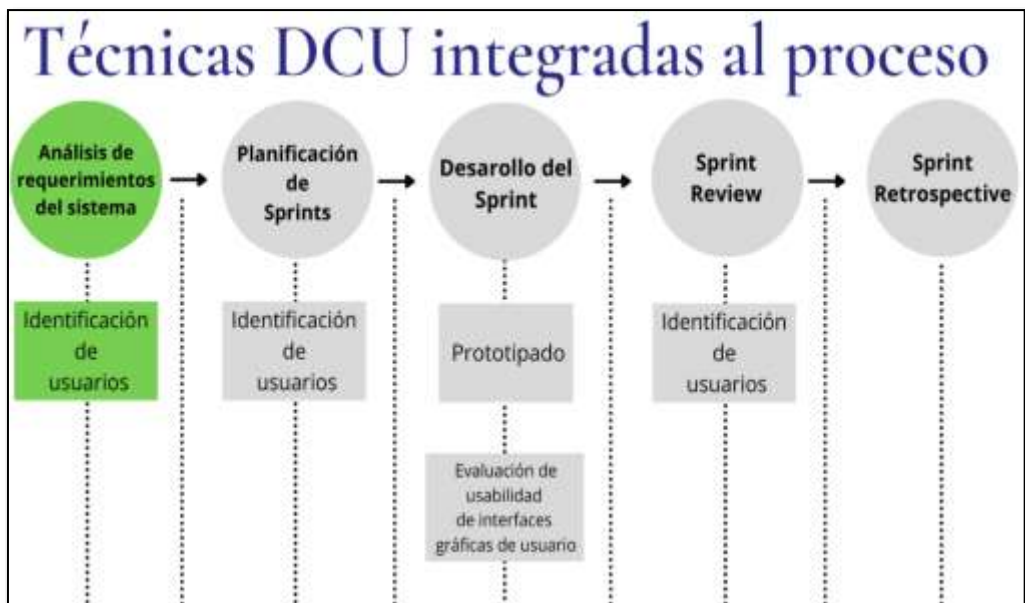 Técnicas DCU integradas al proceso
Análisis de
requerimientos
del sistema
Planificación
de
Sprints
Desarollo del
Sprint
Sprint
Review
Sprint
Retrospective
Identificación
de
usuarios
Identificación
de
usuarios
Prototipado
Identificación
de
usuarios
Evaluación de
usabilidad
de interfaces
gráficas de usuario